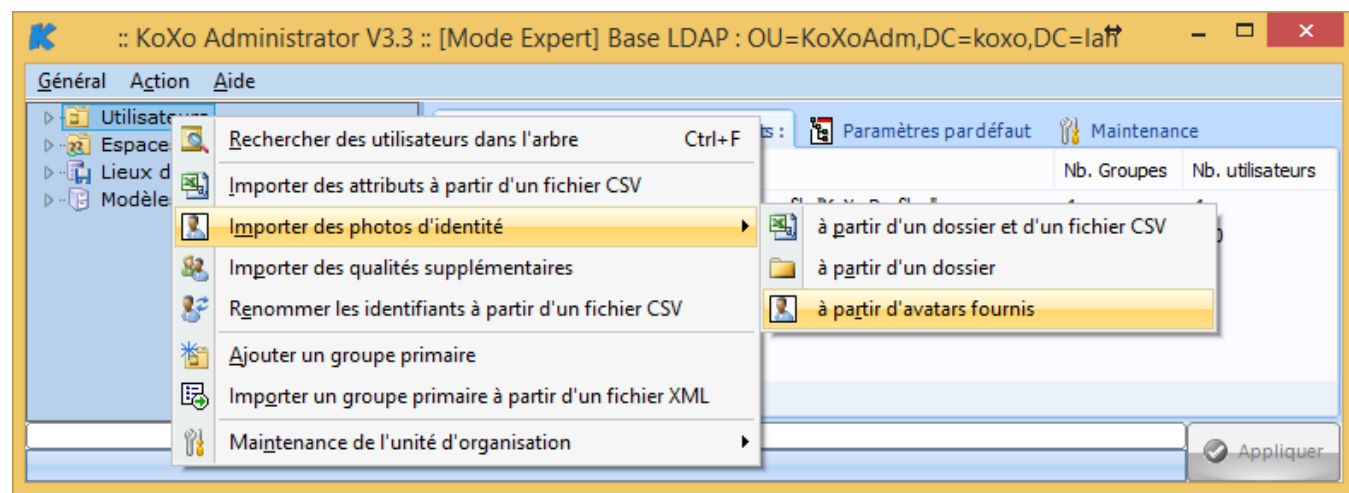 :: KoXo Administrator V3.3 :: [Mode Expert] Base LDAP : OU=KoXoAdm,DC=koxo,DC=lan
Général Action Aide
Utilisateurs
Espace
Lieux d
Modèle
ts : Paramètres par défaut Maintenance
Nb. Groupes Nb. utilisateurs
Rechercher des utilisateurs dans l'arbre Ctrl+F
Importer des attributs à partir d'un fichier CSV
Importer des photos d'identité
Importer des qualités supplémentaires
Renommer les identifiants à partir d'un fichier CSV
Ajouter un groupe primaire
Importer un groupe primaire à partir d'un fichier XML
Maintenance de l'unité d'organisation
à partir d'un dossier et d'un fichier CSV
à partir d'un dossier
à partir d'avatars fournis
Appliquer